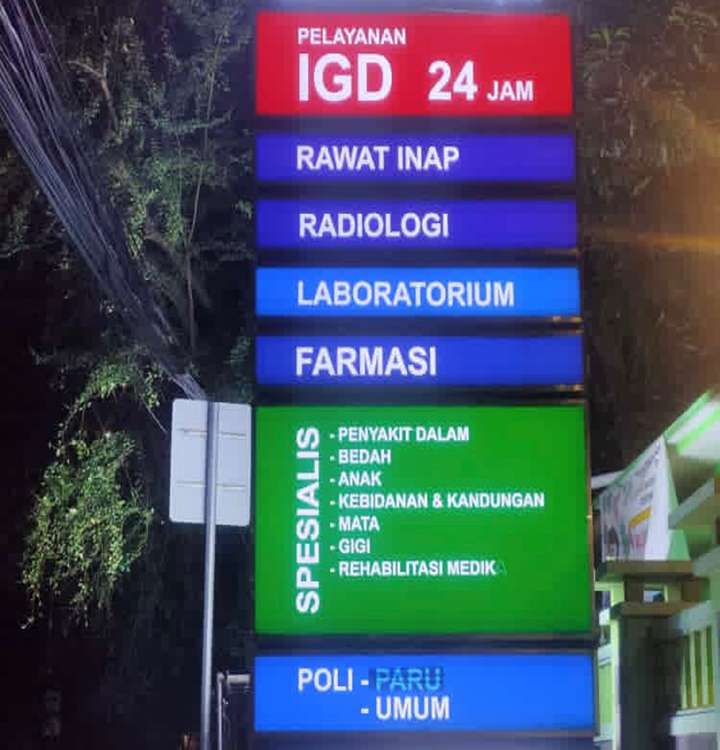 PELAYANAN
IGD 24 JAM
RAWAT INAP
RADIOLOGI
LABORATORIUM
FARMASI
SPESIALIS
- PENYAKIT DALAM
- BEDAH
- ANAK
- KEBIDANAN & KANDUNGAN
- MATA
- GIGI
- REHABILITASI MEDIK
POLI - PARU
- UMUM